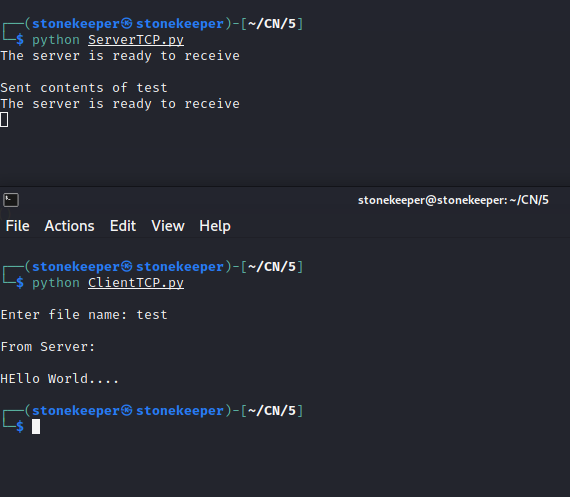 ┌──(stonekeeper㉿stonekeeper)-[~/CN/5]
└─$ python ServerTCP.py
The server is ready to receive
Sent contents of test
The server is ready to receive
stonekeeper@stonekeeper: ~/CN/5
File Actions Edit View Help
┌──(stonekeeper㉿stonekeeper)-[~/CN/5]
└─$ python ClientTCP.py
Enter file name: test
From Server:
HEllo World....
┌──(stonekeeper㉿stonekeeper)-[~/CN/5]
└─$